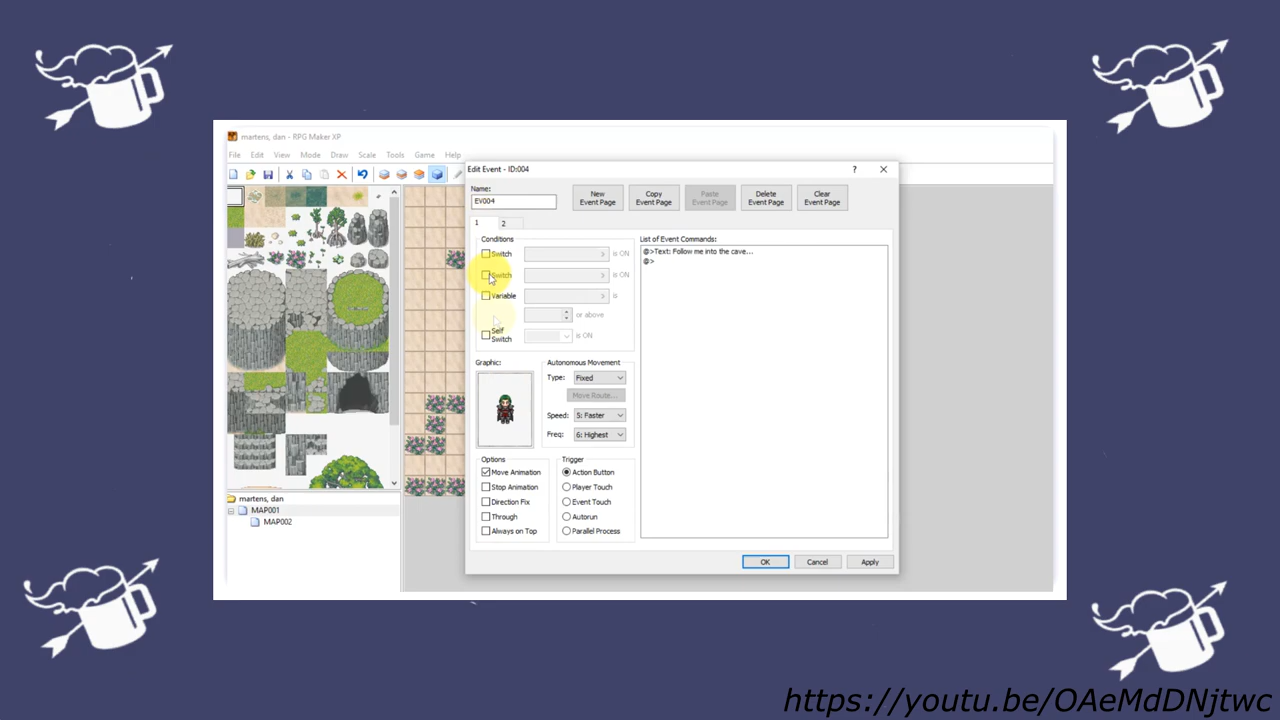 martens, dan - RPG Maker XP
File Edit View Mode Draw Scale Tools Game Help
Edit Event - ID:004
?
Name:
EV004
New Event Page
Copy Event Page
Paste Event Page
Delete Event Page
Clear Event Page
1 2
Conditions
Switch is ON
Switch is ON
Variable is
or above
Self Switch is ON
Graphic:
Autonomous Movement
Type: Fixed
Move Route...
Speed: 5: Faster
Freq: 6: Highest
Options
Move Animation
Stop Animation
Direction Fix
Through
Always on Top
Trigger
Action Button
Player Touch
Event Touch
Autorun
Parallel Process
List of Event Commands:
@>Text: Follow me into the cave...
@>
OK Cancel Apply
martens, dan
MAP001
MAP002
https://youtu.be/OAeMdDNjtwc